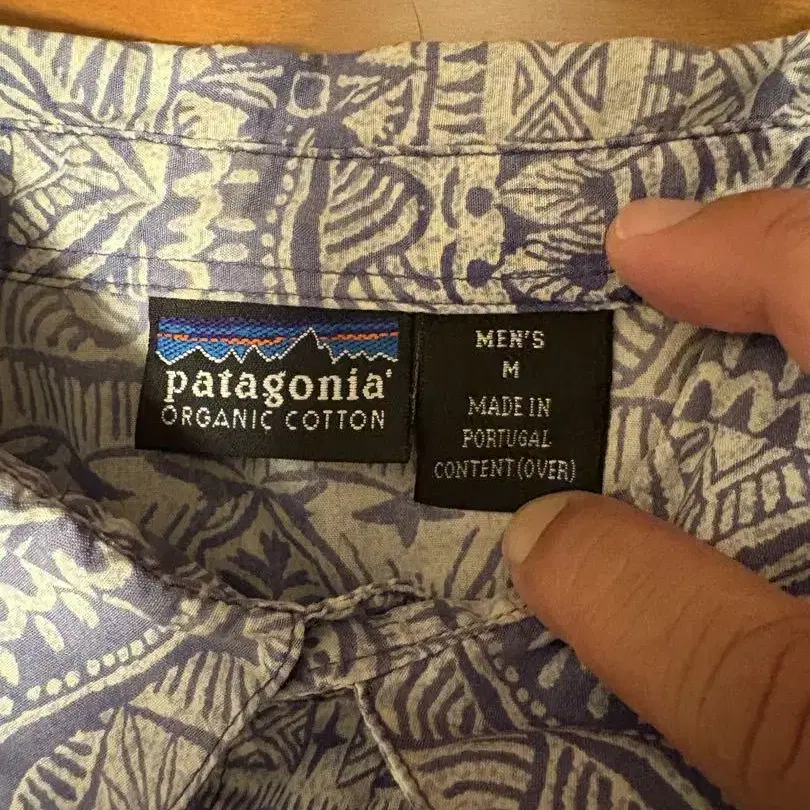 patagonia®
ORGANIC COTTON
MEN'S
M
MADE IN
PORTUGAL
CONTENT(OVER)